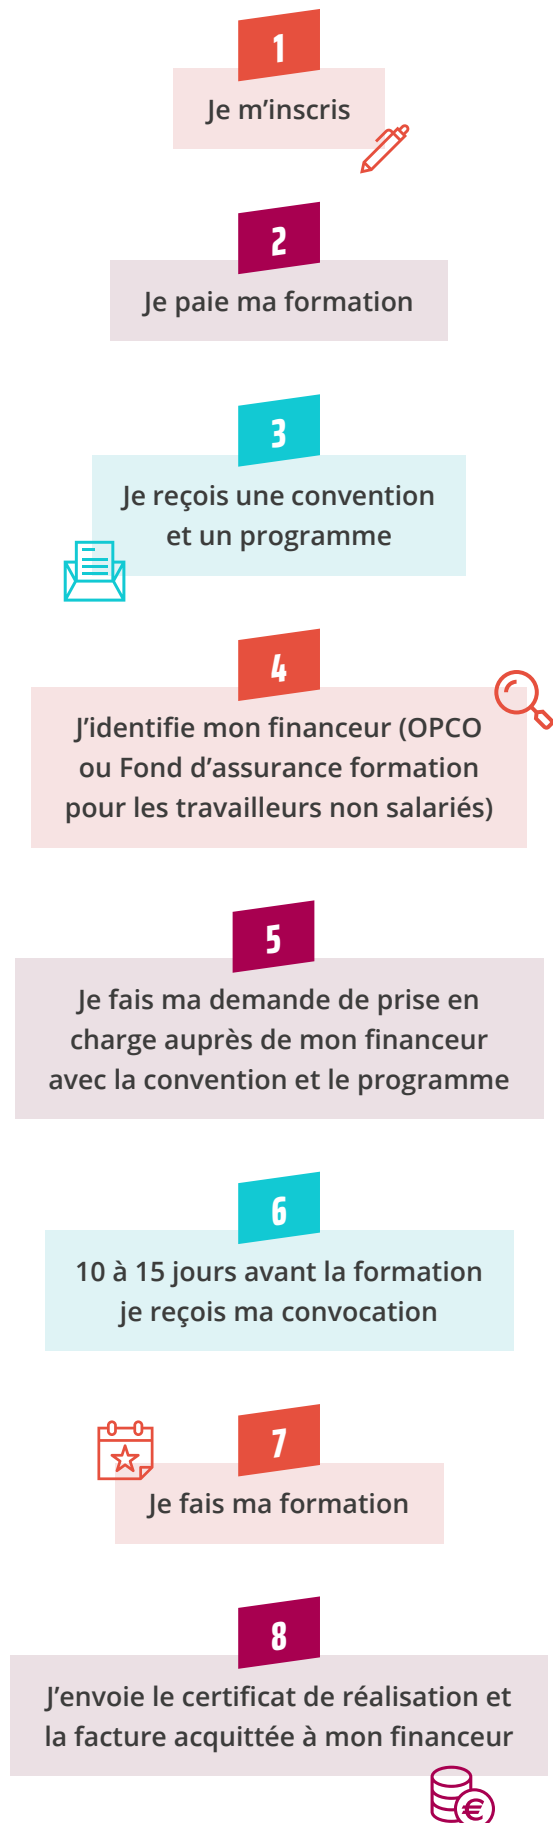 1
Je m’inscris
2
Je paie ma formation
3
Je reçois une convention
et un programme
4
J’identifie mon financeur (OPCO
ou Fond d’assurance formation
pour les travailleurs non salariés)
5
Je fais ma demande de prise en
charge auprès de mon financeur
avec la convention et le programme
6
10 à 15 jours avant la formation
je reçois ma convocation
7
Je fais ma formation
8
J’envoie le certificat de réalisation et
la facture acquittée à mon financeur
€